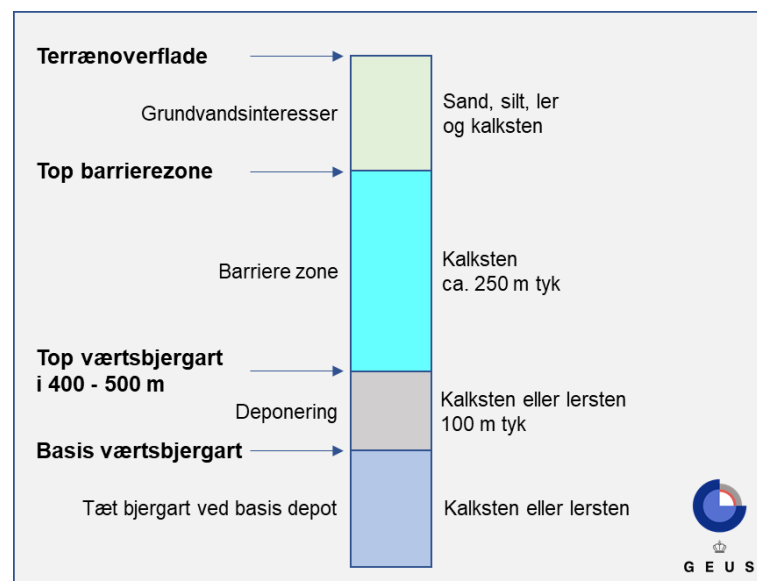 Terrænoverflade
Grundvandsinteresser
Sand, silt, ler
og kalksten
Top barrierezone
Barriere zone
Kalksten
ca. 250 m tyk
Top værtsbjergart
i 400 - 500 m
Deponering
Kalksten eller lersten
100 m tyk
Basis værtsbjergart
Tæt bjergart ved basis depot
Kalksten eller lersten
G E U S